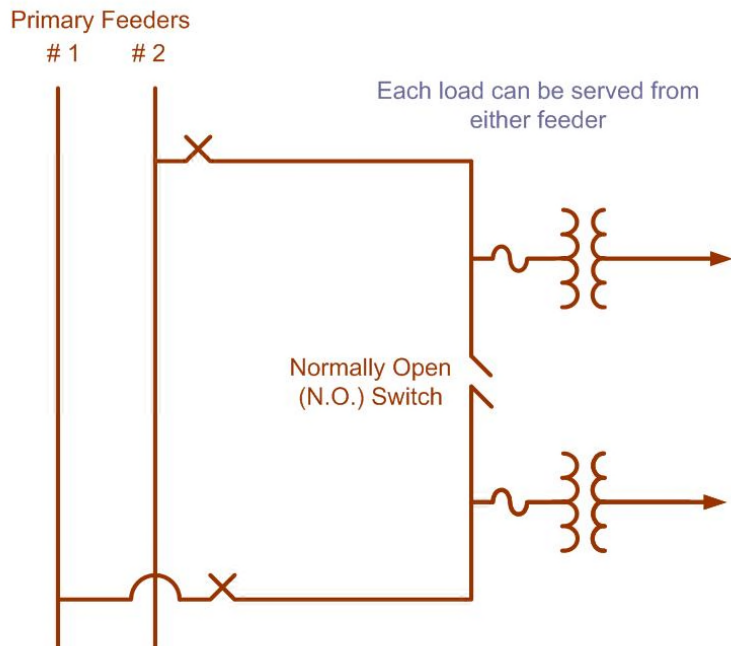 Primary Feeders
# 1 # 2
Each load can be served from
either feeder
Normally Open
(N.O.) Switch